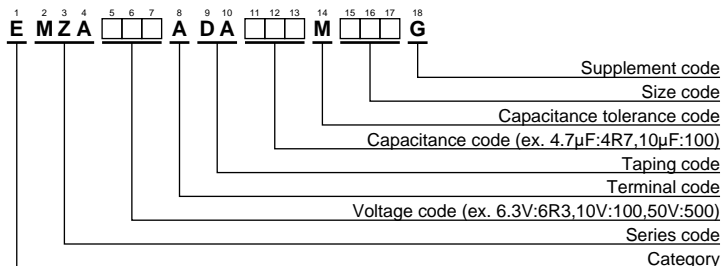 1 2 3 4 5 6 7 8 9 10 11 12 13 14 15 16 17 18
E M Z A □ □ □ A D A □ □ □ M □ □ □ G
Supplement code
Size code
Capacitance tolerance code
Capacitance code (ex. 4.7µF:4R7,10µF:100)
Taping code
Terminal code
Voltage code (ex. 6.3V:6R3,10V:100,50V:500)
Series code
Category